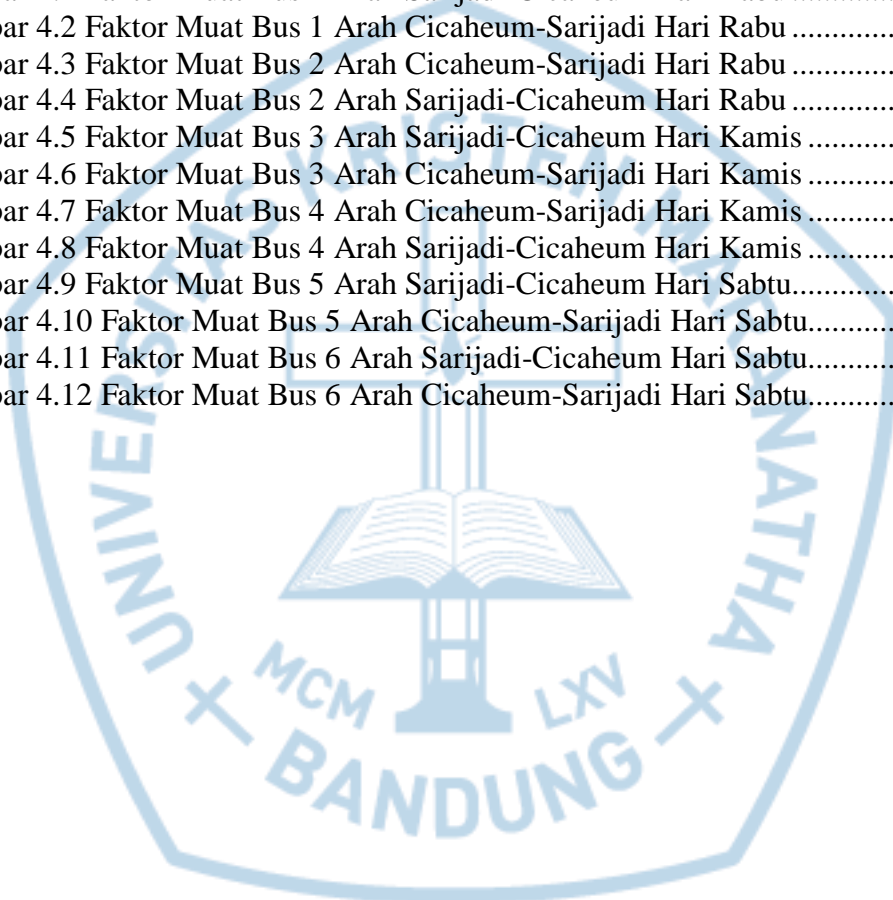 bar 4.2 Faktor Muat Bus 1 Arah Cicaheum-Sarijadi Hari Rabu .............
bar 4.3 Faktor Muat Bus 2 Arah Cicaheum-Sarijadi Hari Rabu .............
bar 4.4 Faktor Muat Bus 2 Arah Sarijadi-Cicaheum Hari Rabu .............
bar 4.5 Faktor Muat Bus 3 Arah Sarijadi-Cicaheum Hari Kamis ...........
bar 4.6 Faktor Muat Bus 3 Arah Cicaheum-Sarijadi Hari Kamis ...........
bar 4.7 Faktor Muat Bus 4 Arah Cicaheum-Sarijadi Hari Kamis ...........
bar 4.8 Faktor Muat Bus 4 Arah Sarijadi-Cicaheum Hari Kamis ...........
bar 4.9 Faktor Muat Bus 5 Arah Sarijadi-Cicaheum Hari Sabtu.............
bar 4.10 Faktor Muat Bus 5 Arah Cicaheum-Sarijadi Hari Sabtu...........
bar 4.11 Faktor Muat Bus 6 Arah Sarijadi-Cicaheum Hari Sabtu...........
bar 4.12 Faktor Muat Bus 6 Arah Cicaheum-Sarijadi Hari Sabtu...........
UNIVERSITAS KRISTEN MARANATHA
MCM LXV
BANDUNG